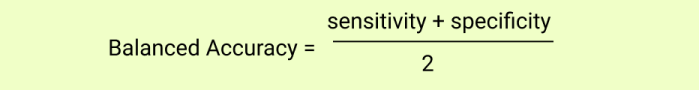 sensitivity + specificity
Balanced Accuracy =
2